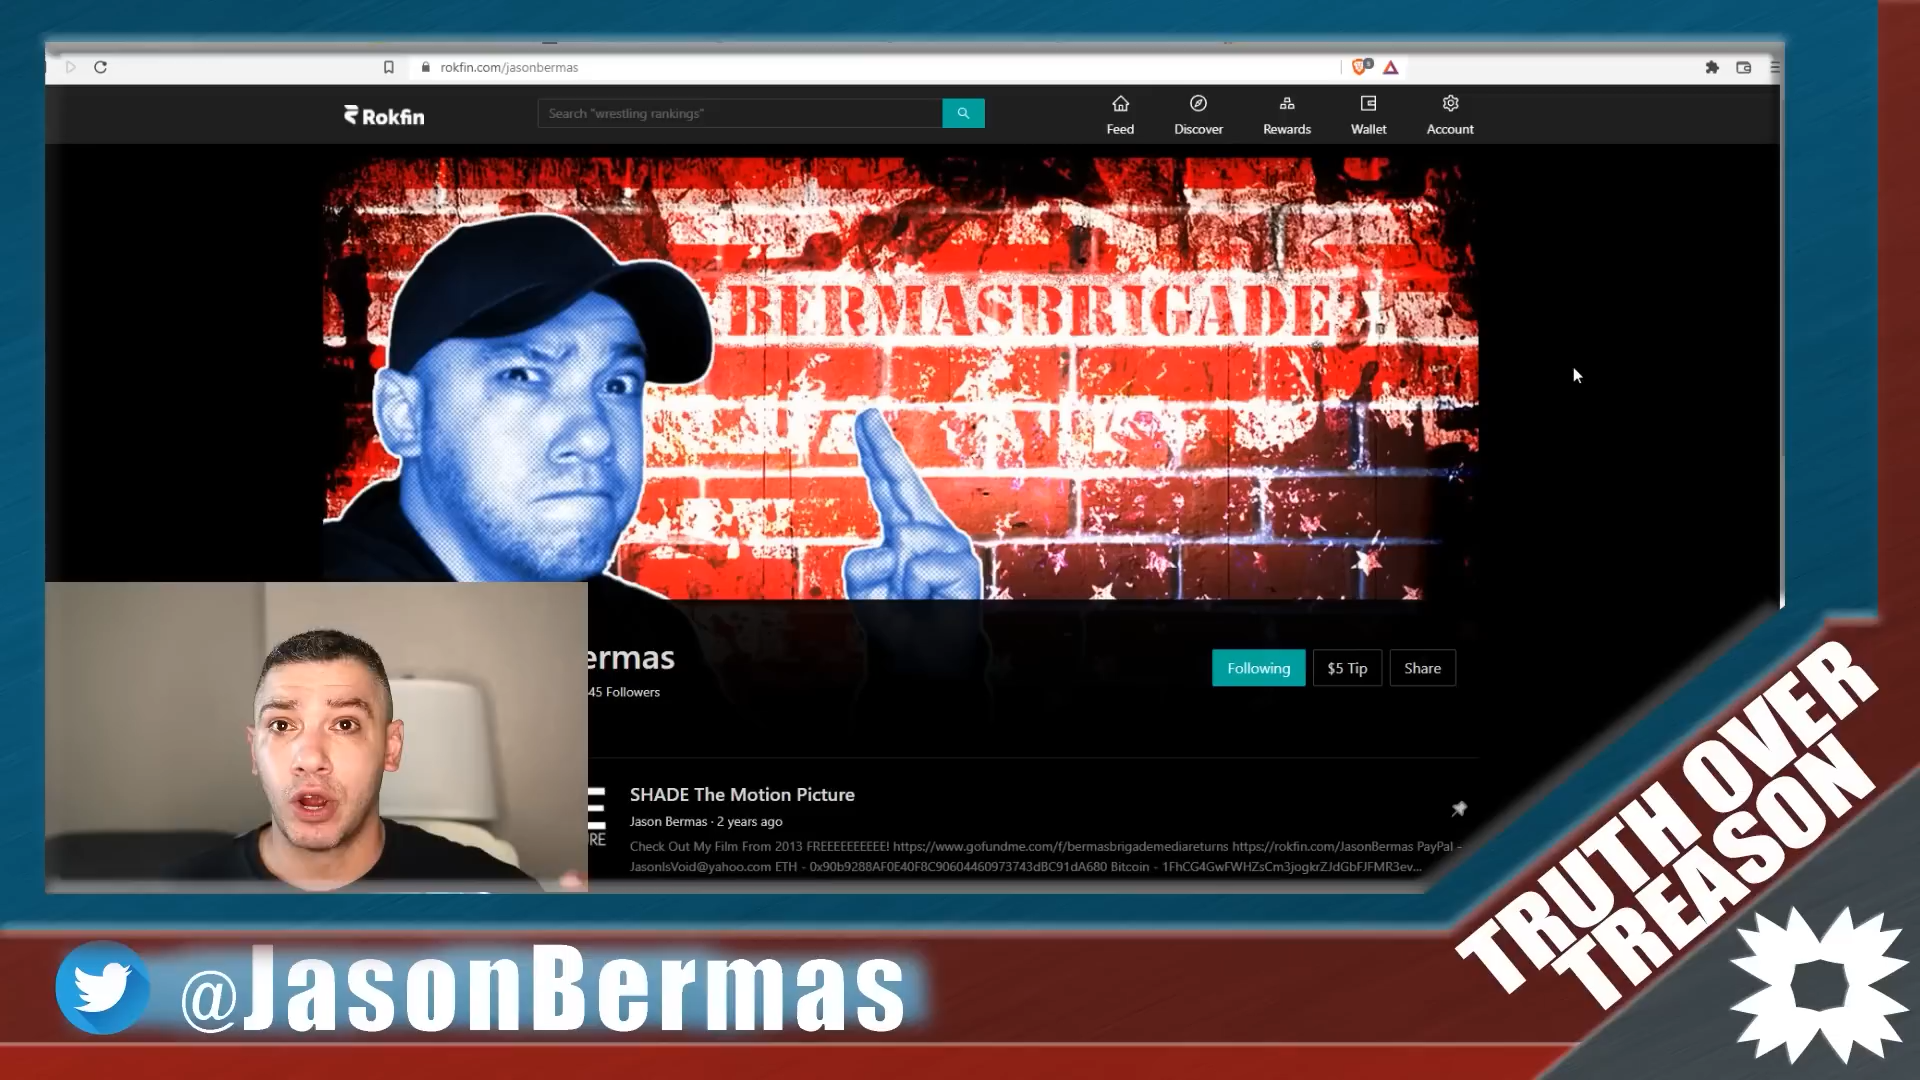 rokfin.com/jasonbermas
Rokfin
Search "wrestling rankings"
Feed
Discover
Rewards
Wallet
Account
BERMASBRIGADE
ermas
45 Followers
Following
$5 Tip
Share
SHADE The Motion Picture
Jason Bermas · 2 years ago
Check Out My Film From 2013 FREEEEEEEEEE! https://www.gofundme.com/f/bermasbrigademediareturns https://rokfin.com/JasonBermas PayPal -
JasonIsVoid@yahoo.com ETH - 0x90b9288AF0E40F8C90604460973743dBC91dA680 Bitcoin - 1FhCG4GwFWHZsCm3jogkrZJdGbFJFMR3ev...
E
RE
TRUTH OVER
TREASON
@JasonBermas